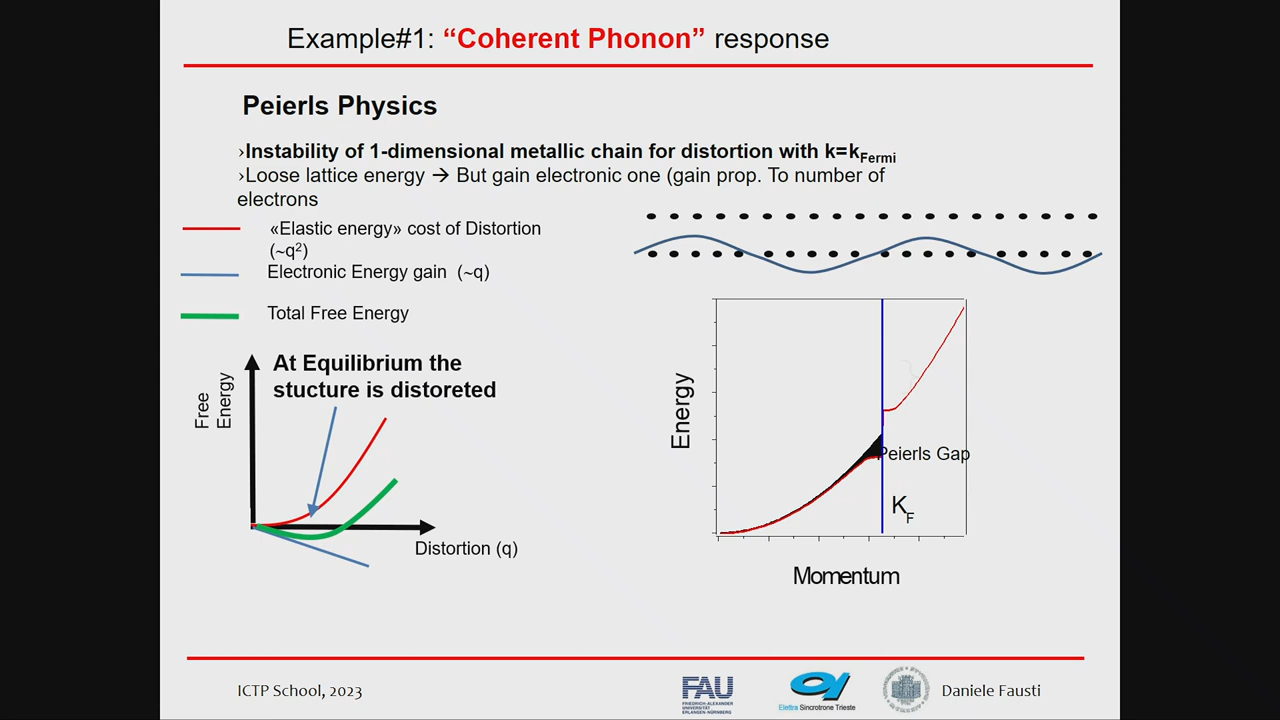 Example#1: “Coherent Phonon” response
Peierls Physics
›Instability of 1-dimensional metallic chain for distortion with k=kFermi
›Loose lattice energy → But gain electronic one (gain prop. To number of
electrons
«Elastic energy» cost of Distortion
(~q²)
Electronic Energy gain (~q)
Total Free Energy
At Equilibrium the
stucture is distoreted
Free
Energy
Distortion (q)
Energy
Peierls Gap
KF
Momentum
ICTP School, 2023
FAU
FRIEDRICH-ALEXANDER
UNIVERSITÄT
ERLANGEN-NÜRNBERG
Elettra Sincrotrone Trieste
Daniele Fausti